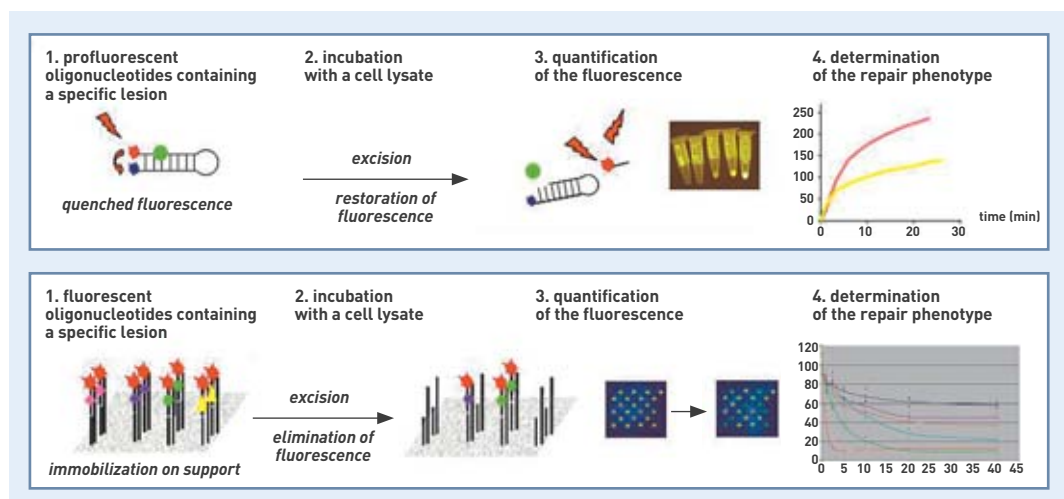 1. profluorescent
oligonucleotides containing
a specific lesion
2. incubation
with a cell lysate
3. quantification
of the fluorescence
4. determination
of the repair phenotype
quenched fluorescence
excision
restoration of
fluorescence
250
200
150
100
50
0
0
10
20
30
time (min)
1. fluorescent
oligonucleotides containing
a specific lesion
2. incubation
with a cell lysate
3. quantification
of the fluorescence
4. determination
of the repair phenotype
immobilization on support
excision
elimination of
fluorescence
120
100
80
60
40
20
0
0 5 10 15 20 25 30 35 40 45